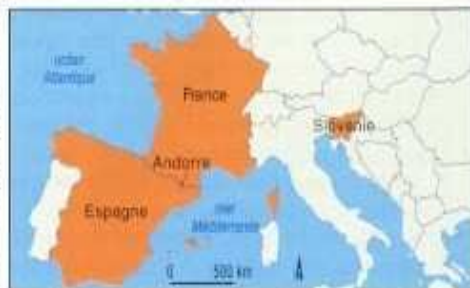 océan
Atlantique
France
Slovénie
Andorre
Espagne
mer
Méditerranée
0 500 km